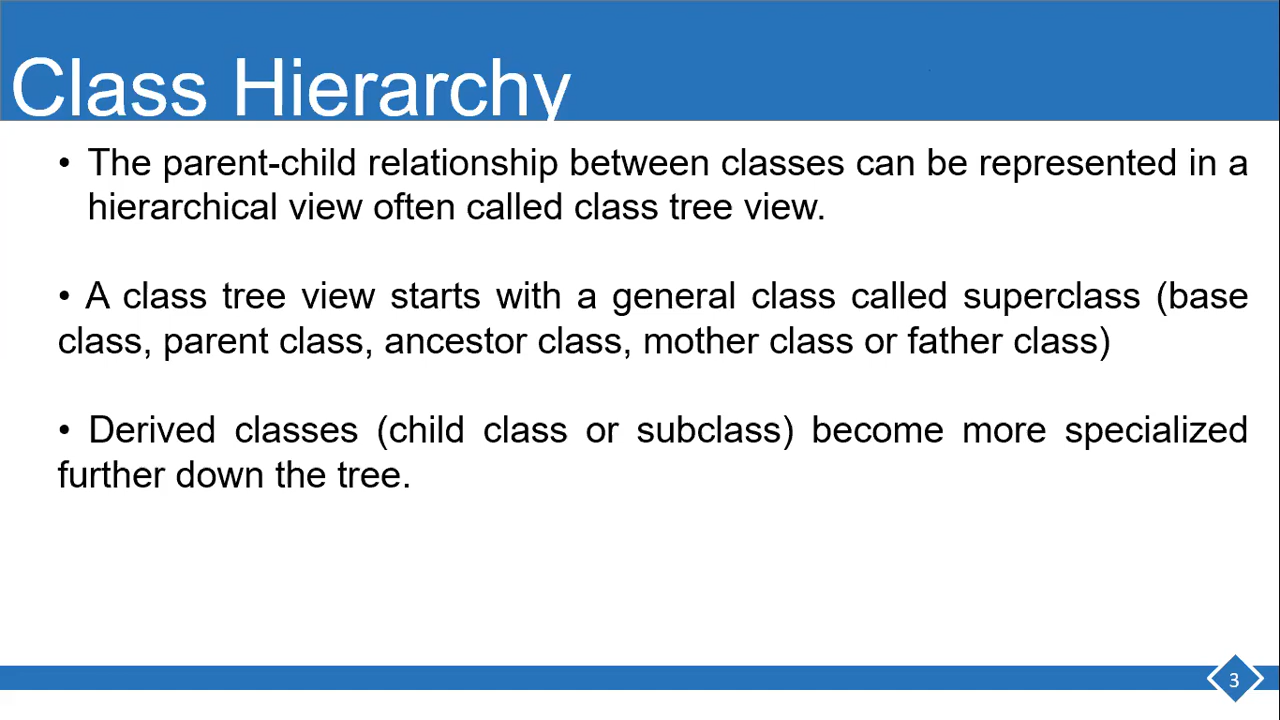 Class Hierarchy
• The parent-child relationship between classes can be represented in a
hierarchical view often called class tree view.
• A class tree view starts with a general class called superclass (base
class, parent class, ancestor class, mother class or father class)
• Derived classes (child class or subclass) become more specialized
further down the tree.
3